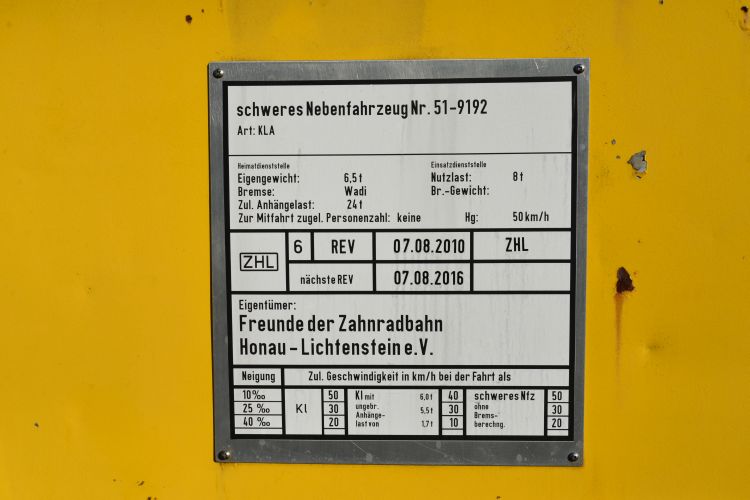 schweres Nebenfahrzeug Nr. 51-9192
Art: KLA
Heimatdienststelle Einsatzdienststelle
Eigengewicht: 6,5 t Nutzlast: 8 t
Bremse: Wadi Br.-Gewicht:
Zul. Anhängelast: 24 t
Zur Mitfahrt zugel. Personenzahl: keine Hg: 50 km/h
ZHL 6 REV 07.08.2010 ZHL
nächste REV 07.08.2016
Eigentümer:
Freunde der Zahnradbahn
Honau - Lichtenstein e.V.
Neigung Zul. Geschwindigkeit in km/h bei der Fahrt als
10 ‰ Kl 50 Kl mit 6,0 t 40 schweres Nfz 50
25 ‰ 30 ungebr. Anhänge- 5,5 t 30 ohne Brems- 30
40 ‰ 20 last von 1,7 t 10 berechng. 20